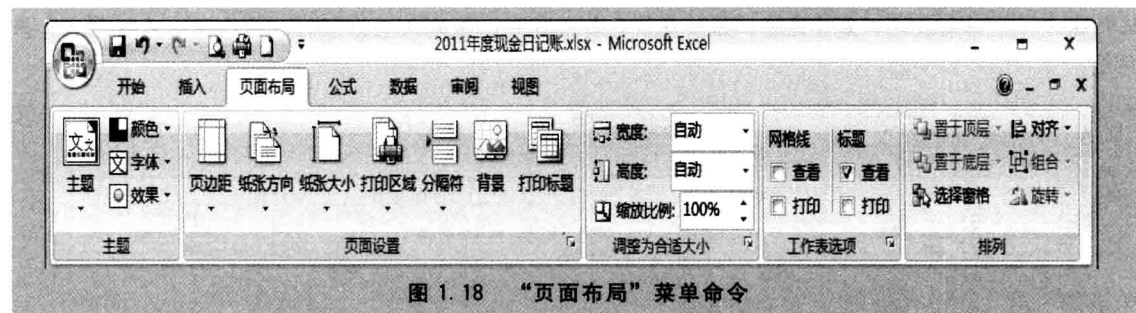 2011年度现金日记账.xlsx - Microsoft Excel
开始 插入 页面布局 公式 数据 审阅 视图
主题
颜色
字体
效果
主题
页边距 纸张方向 纸张大小 打印区域 分隔符 背景 打印标题
页面设置
宽度: 自动
高度: 自动
缩放比例: 100%
调整为合适大小
网格线 标题
查看 查看
打印 打印
工作表选项
置于顶层 对齐
置于底层 组合
选择窗格 旋转
排列
图 1.18 “页面布局”菜单命令